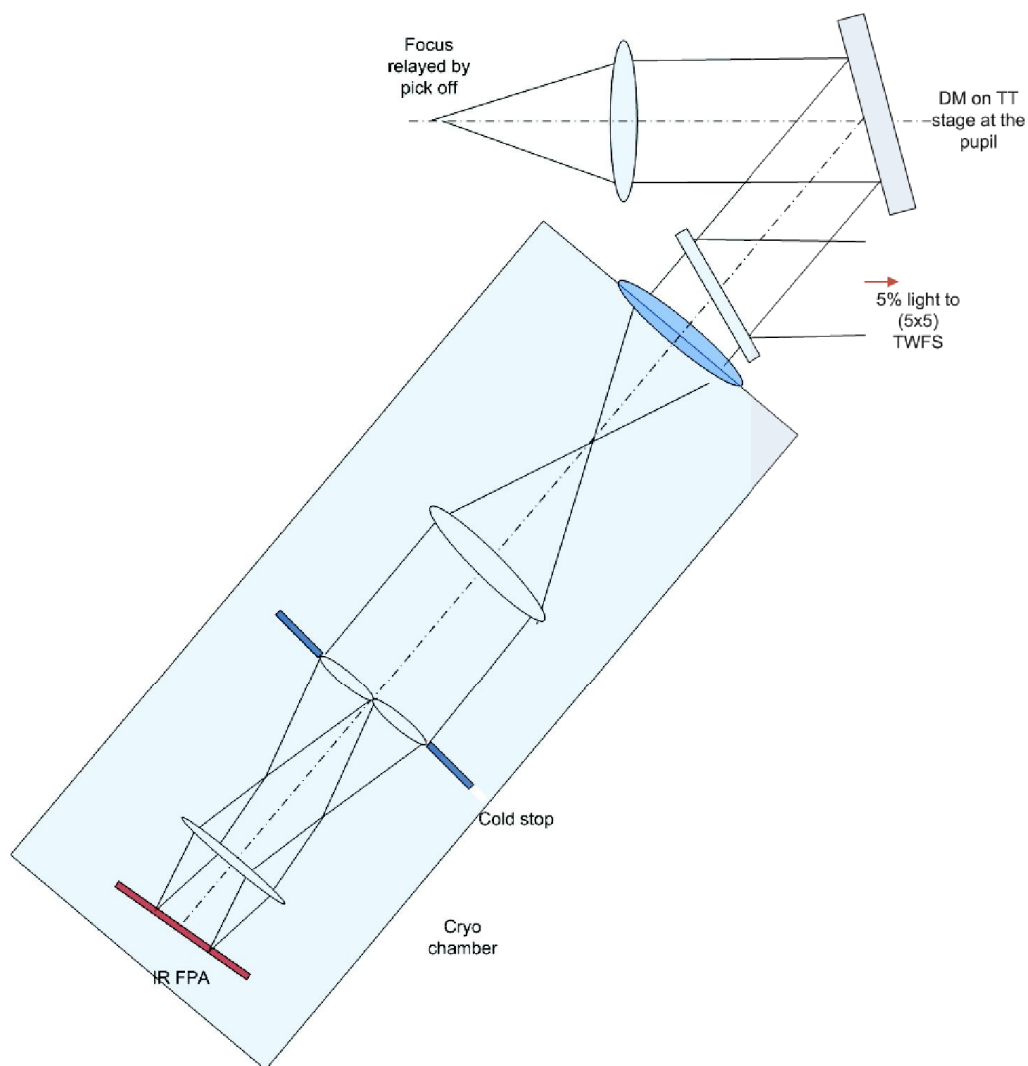 Focus
relayed by
pick off
DM on TT
stage at the
pupil
5% light to
(5x5)
TWFS
Cold stop
Cryo
chamber
IR FPA